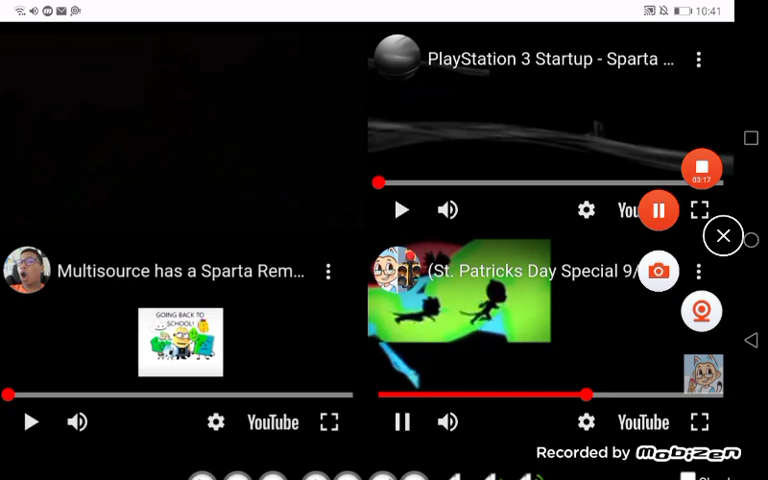 10:41
PlayStation 3 Startup - Sparta ...
03:17
You
Multisource has a Sparta Rem...
(St. Patricks Day Special 9/
GOING BACK TO
SCHOOL!
YouTube
YouTube
Recorded by mobizen